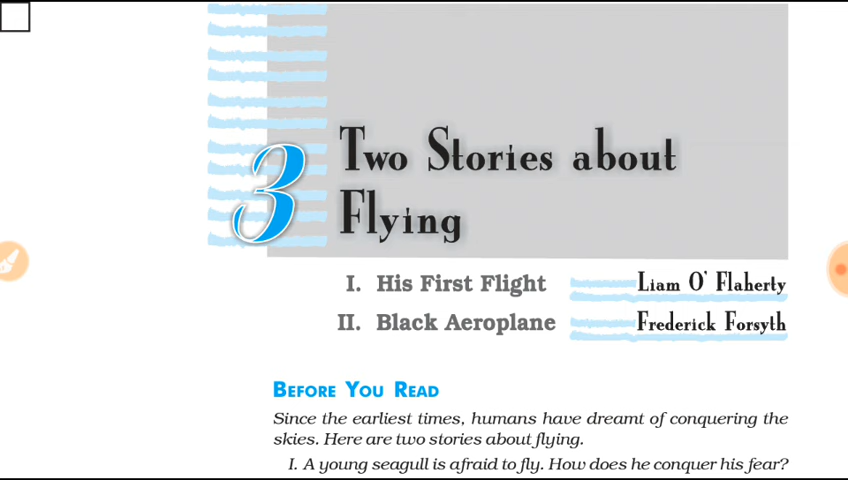 3
Two Stories about
Flying
I. His First Flight Liam O' Flaherty
II. Black Aeroplane Frederick Forsyth
BEFORE YOU READ
Since the earliest times, humans have dreamt of conquering the
skies. Here are two stories about flying.
I. A young seagull is afraid to fly. How does he conquer his fear?